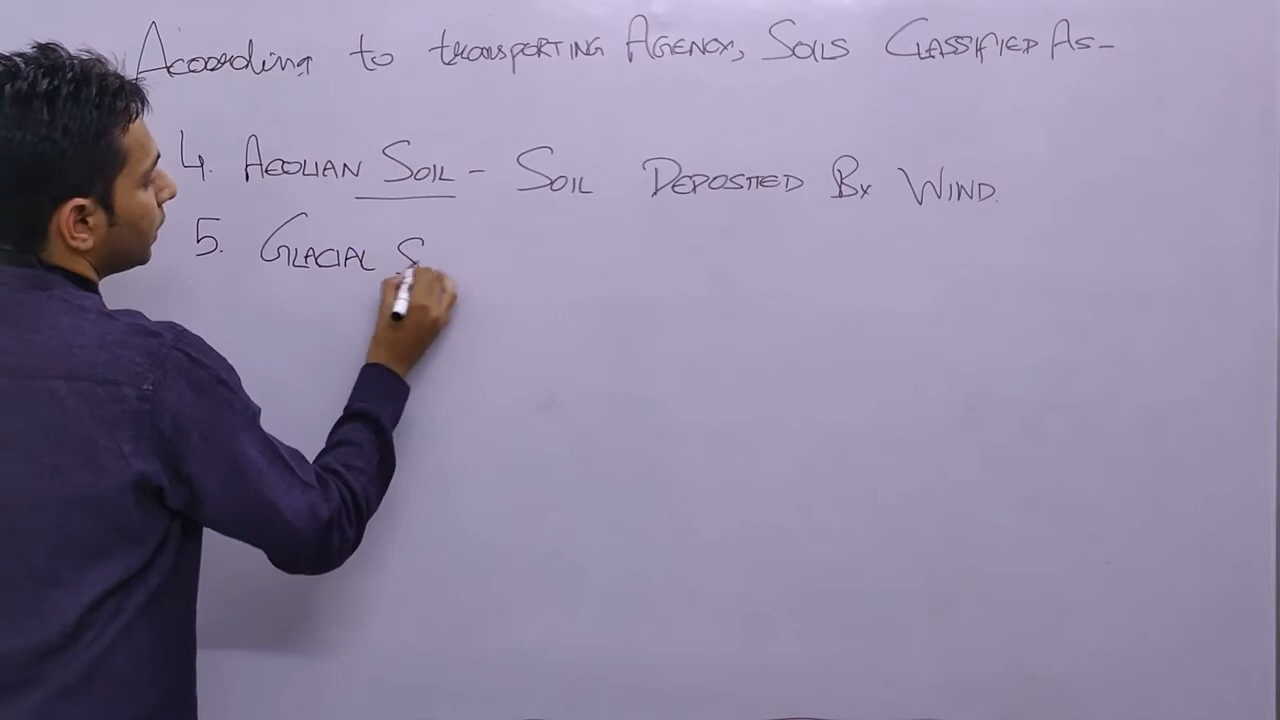 According to transporting Agency, Soils Classified As-
4. Aeolian Soil - Soil Deposited By Wind.
5. Glacial S